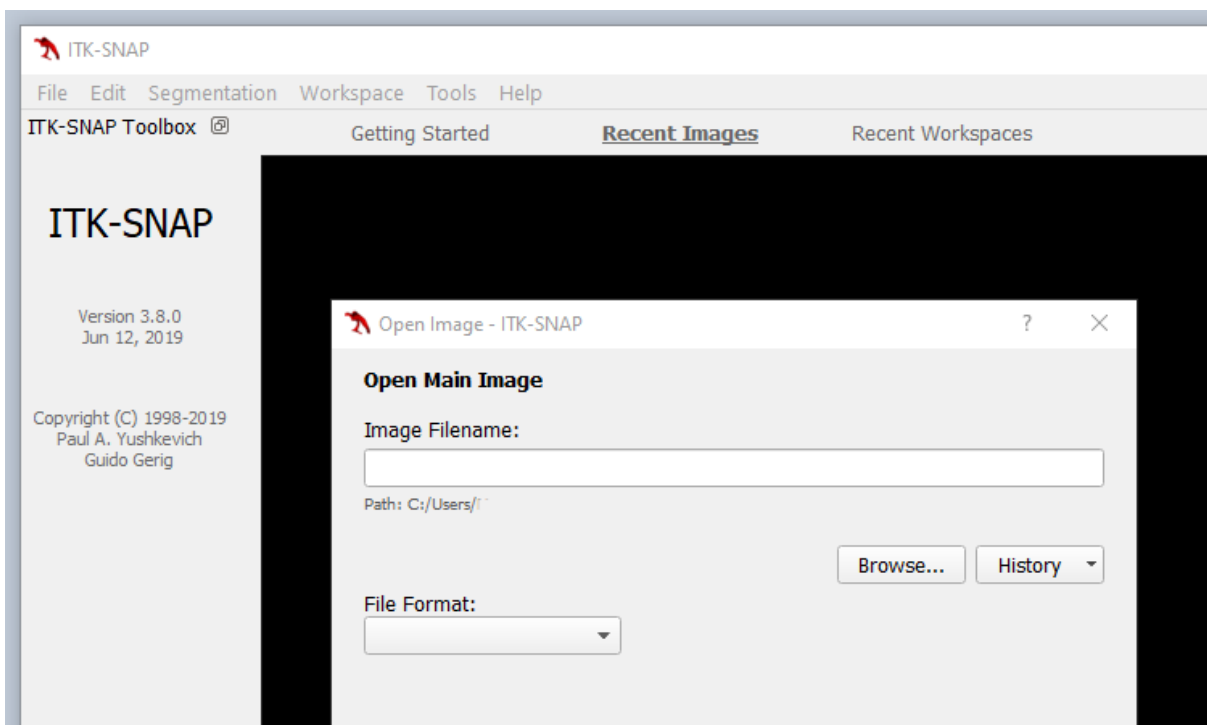 ITK-SNAP
File Edit Segmentation Workspace Tools Help
ITK-SNAP Toolbox
Getting Started Recent Images Recent Workspaces
ITK-SNAP
Version 3.8.0
Jun 12, 2019
Copyright (C) 1998-2019
Paul A. Yushkevich
Guido Gerig
Open Image - ITK-SNAP ?
Open Main Image
Image Filename:
Path: C:/Users/
Browse... History
File Format: